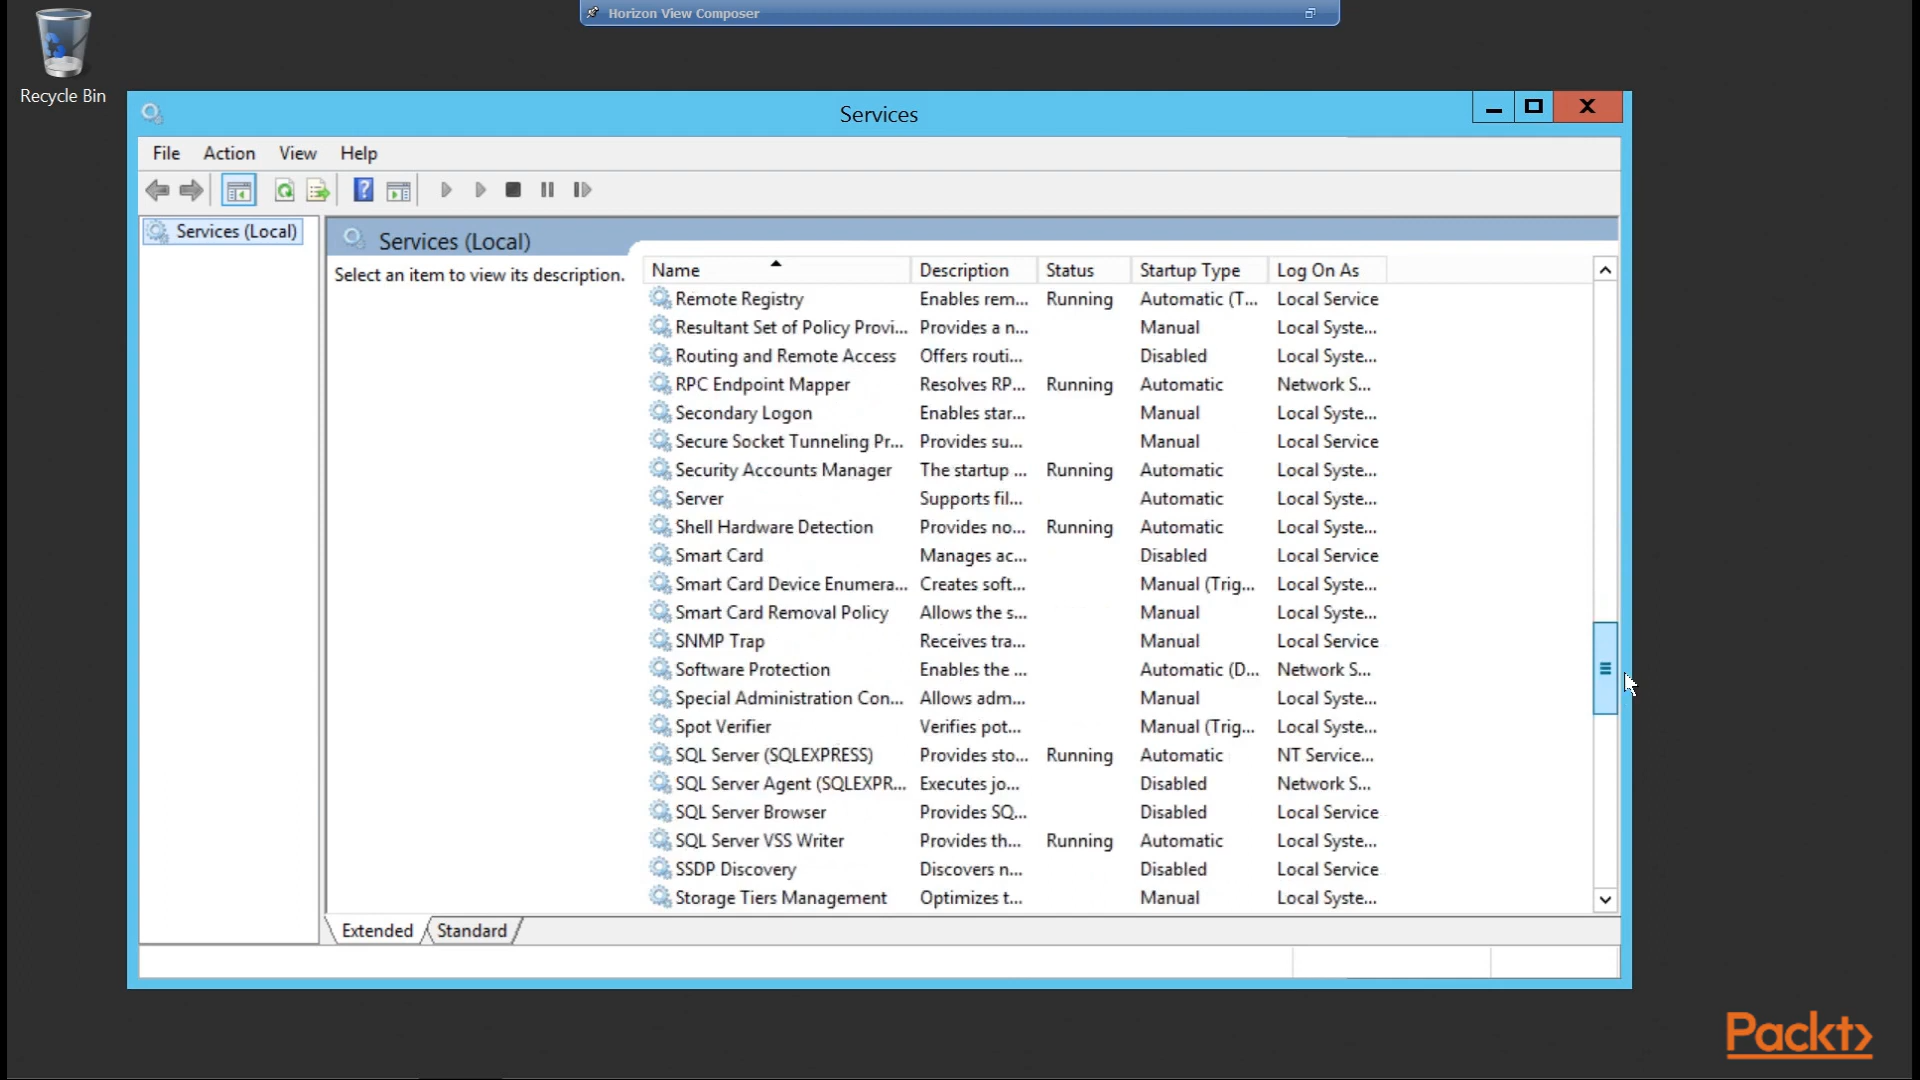 Horizon View Composer
Recycle Bin
Services
File Action View Help
Services (Local)
Services (Local)
Select an item to view its description.
Name Description Status Startup Type Log On As
Remote Registry Enables rem... Running Automatic (T... Local Service
Resultant Set of Policy Provi... Provides a n... Manual Local Syste...
Routing and Remote Access Offers routi... Disabled Local Syste...
RPC Endpoint Mapper Resolves RP... Running Automatic Network S...
Secondary Logon Enables star... Manual Local Syste...
Secure Socket Tunneling Pr... Provides su... Manual Local Service
Security Accounts Manager The startup ... Running Automatic Local Syste...
Server Supports fil... Automatic Local Syste...
Shell Hardware Detection Provides no... Running Automatic Local Syste...
Smart Card Manages ac... Disabled Local Service
Smart Card Device Enumera... Creates soft... Manual (Trig... Local Syste...
Smart Card Removal Policy Allows the s... Manual Local Syste...
SNMP Trap Receives tra... Manual Local Service
Software Protection Enables the ... Automatic (D... Network S...
Special Administration Con... Allows adm... Manual Local Syste...
Spot Verifier Verifies pot... Manual (Trig... Local Syste...
SQL Server (SQLEXPRESS) Provides sto... Running Automatic NT Service...
SQL Server Agent (SQLEXPR... Executes jo... Disabled Network S...
SQL Server Browser Provides SQ... Disabled Local Service
SQL Server VSS Writer Provides th... Running Automatic Local Syste...
SSDP Discovery Discovers n... Disabled Local Service
Storage Tiers Management Optimizes t... Manual Local Syste...
Extended Standard
Packt